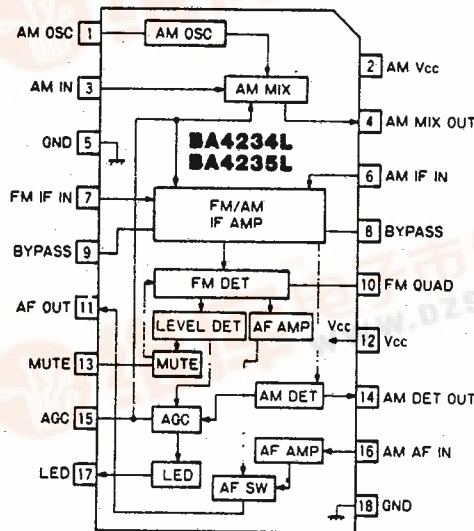 AM OSC 1 AM OSC
2 AM Vcc
AM IN 3 AM MIX
4 AM MIX OUT
GND 5
BA4234L
BA4235L
6 AM IF IN
FM IF IN 7
FM/AM
IF AMP
8 BYPASS
BYPASS 9
FM DET 10 FM QUAD
AF OUT 11
LEVEL DET AF AMP
Vcc 12 Vcc
MUTE 13 MUTE
AM DET 14 AM DET OUT
AGC 15 AGC
AF AMP 16 AM AF IN
LED 17 LED
AF SW
18 GND